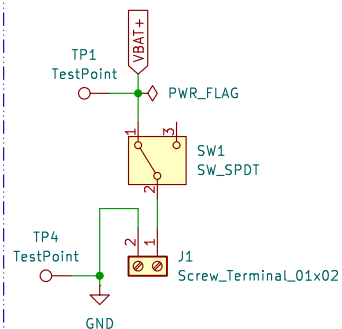 VBAT+
TP1
TestPoint
PWR_FLAG
1
3
SW1
SW_SPDT
2
TP4
TestPoint
2
1
J1
Screw_Terminal_01x02
GND